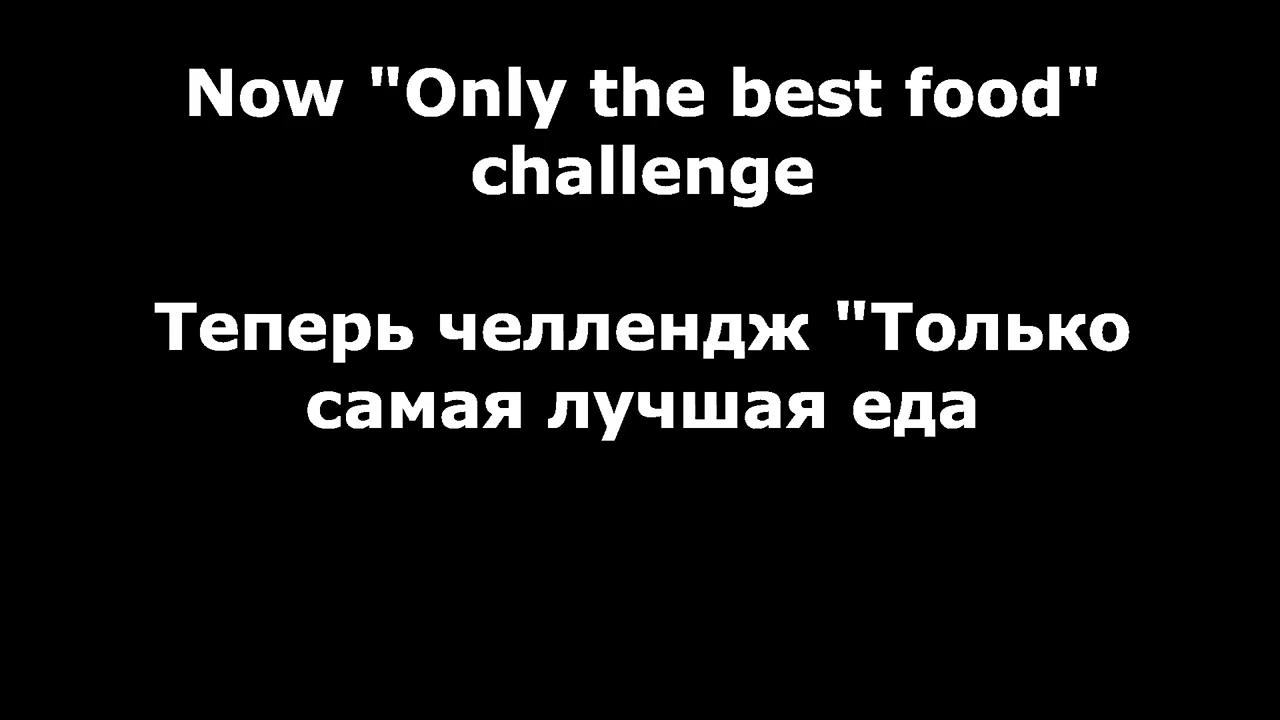 Now "Only the best food"
challenge
Теперь челлендж "Только
самая лучшая еда